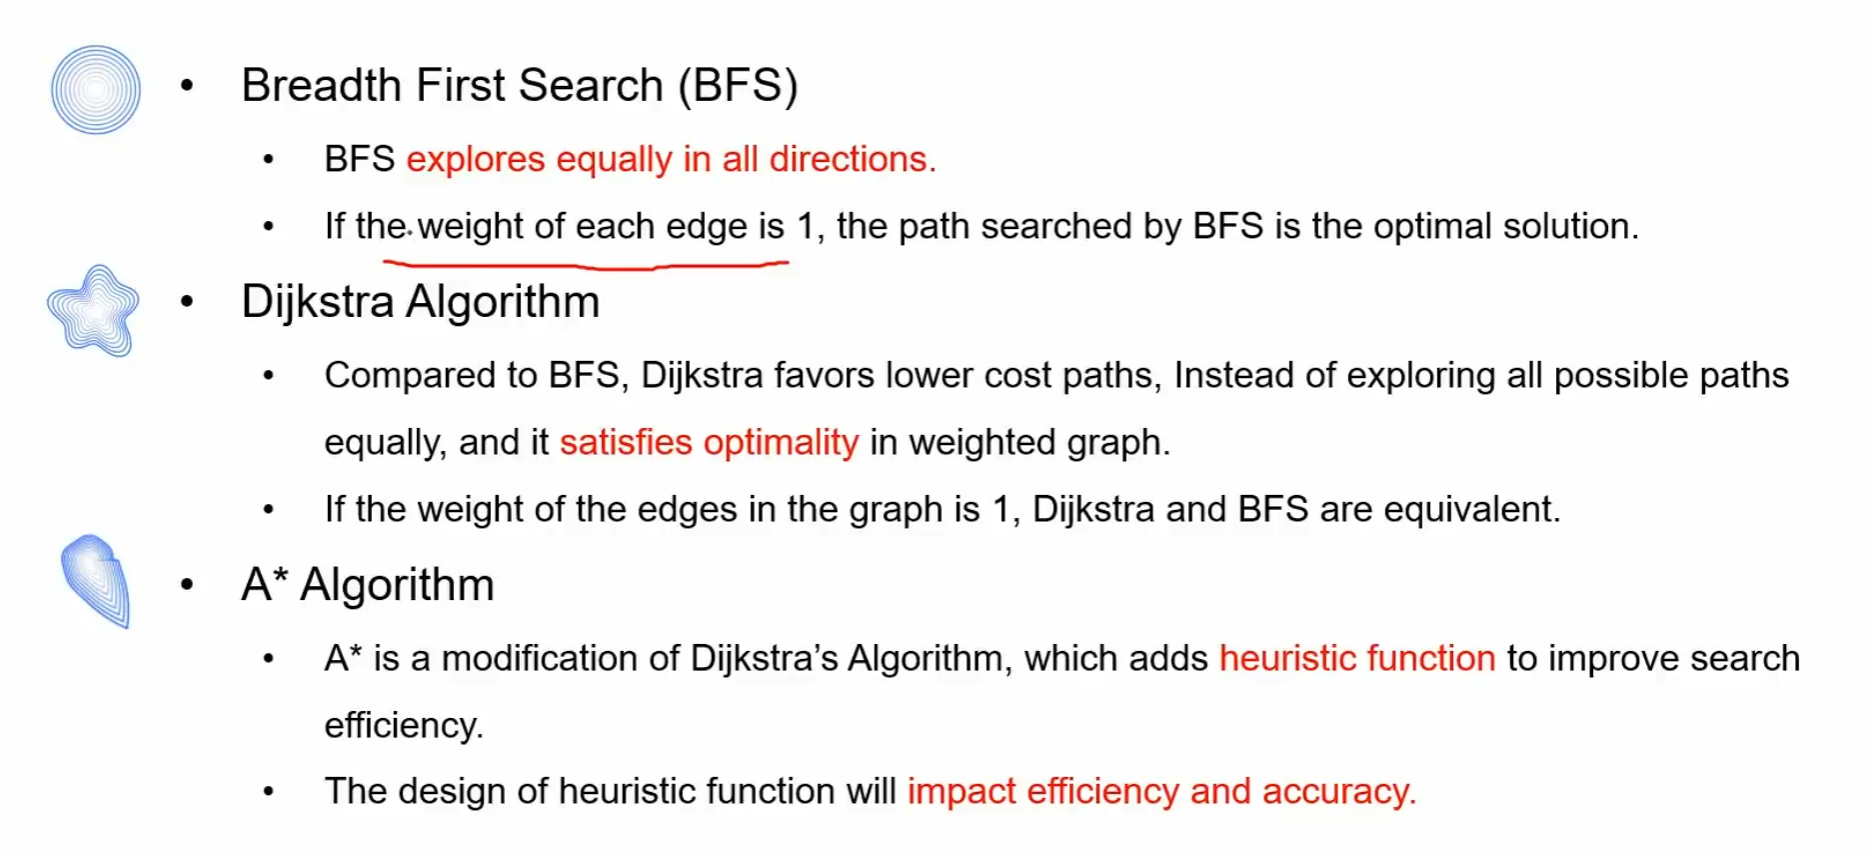 • Breadth First Search (BFS)
• BFS explores equally in all directions.
• If the weight of each edge is 1, the path searched by BFS is the optimal solution.
• Dijkstra Algorithm
• Compared to BFS, Dijkstra favors lower cost paths, Instead of exploring all possible paths
equally, and it satisfies optimality in weighted graph.
• If the weight of the edges in the graph is 1, Dijkstra and BFS are equivalent.
• A* Algorithm
• A* is a modification of Dijkstra’s Algorithm, which adds heuristic function to improve search
efficiency.
• The design of heuristic function will impact efficiency and accuracy.